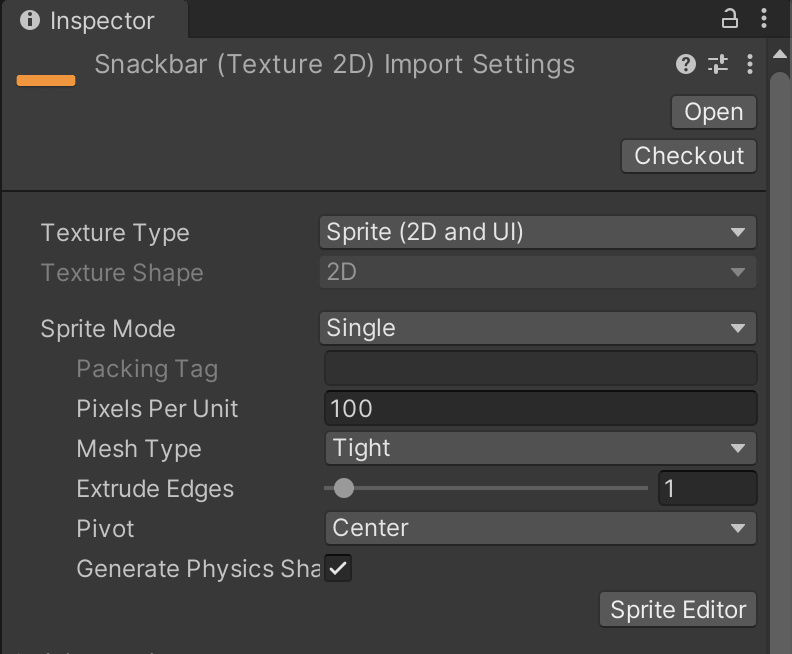 Inspector
Snackbar (Texture 2D) Import Settings
Open
Checkout
Texture Type Sprite (2D and UI)
Texture Shape 2D
Sprite Mode Single
Packing Tag
Pixels Per Unit 100
Mesh Type Tight
Extrude Edges 1
Pivot Center
Generate Physics Sha
Sprite Editor